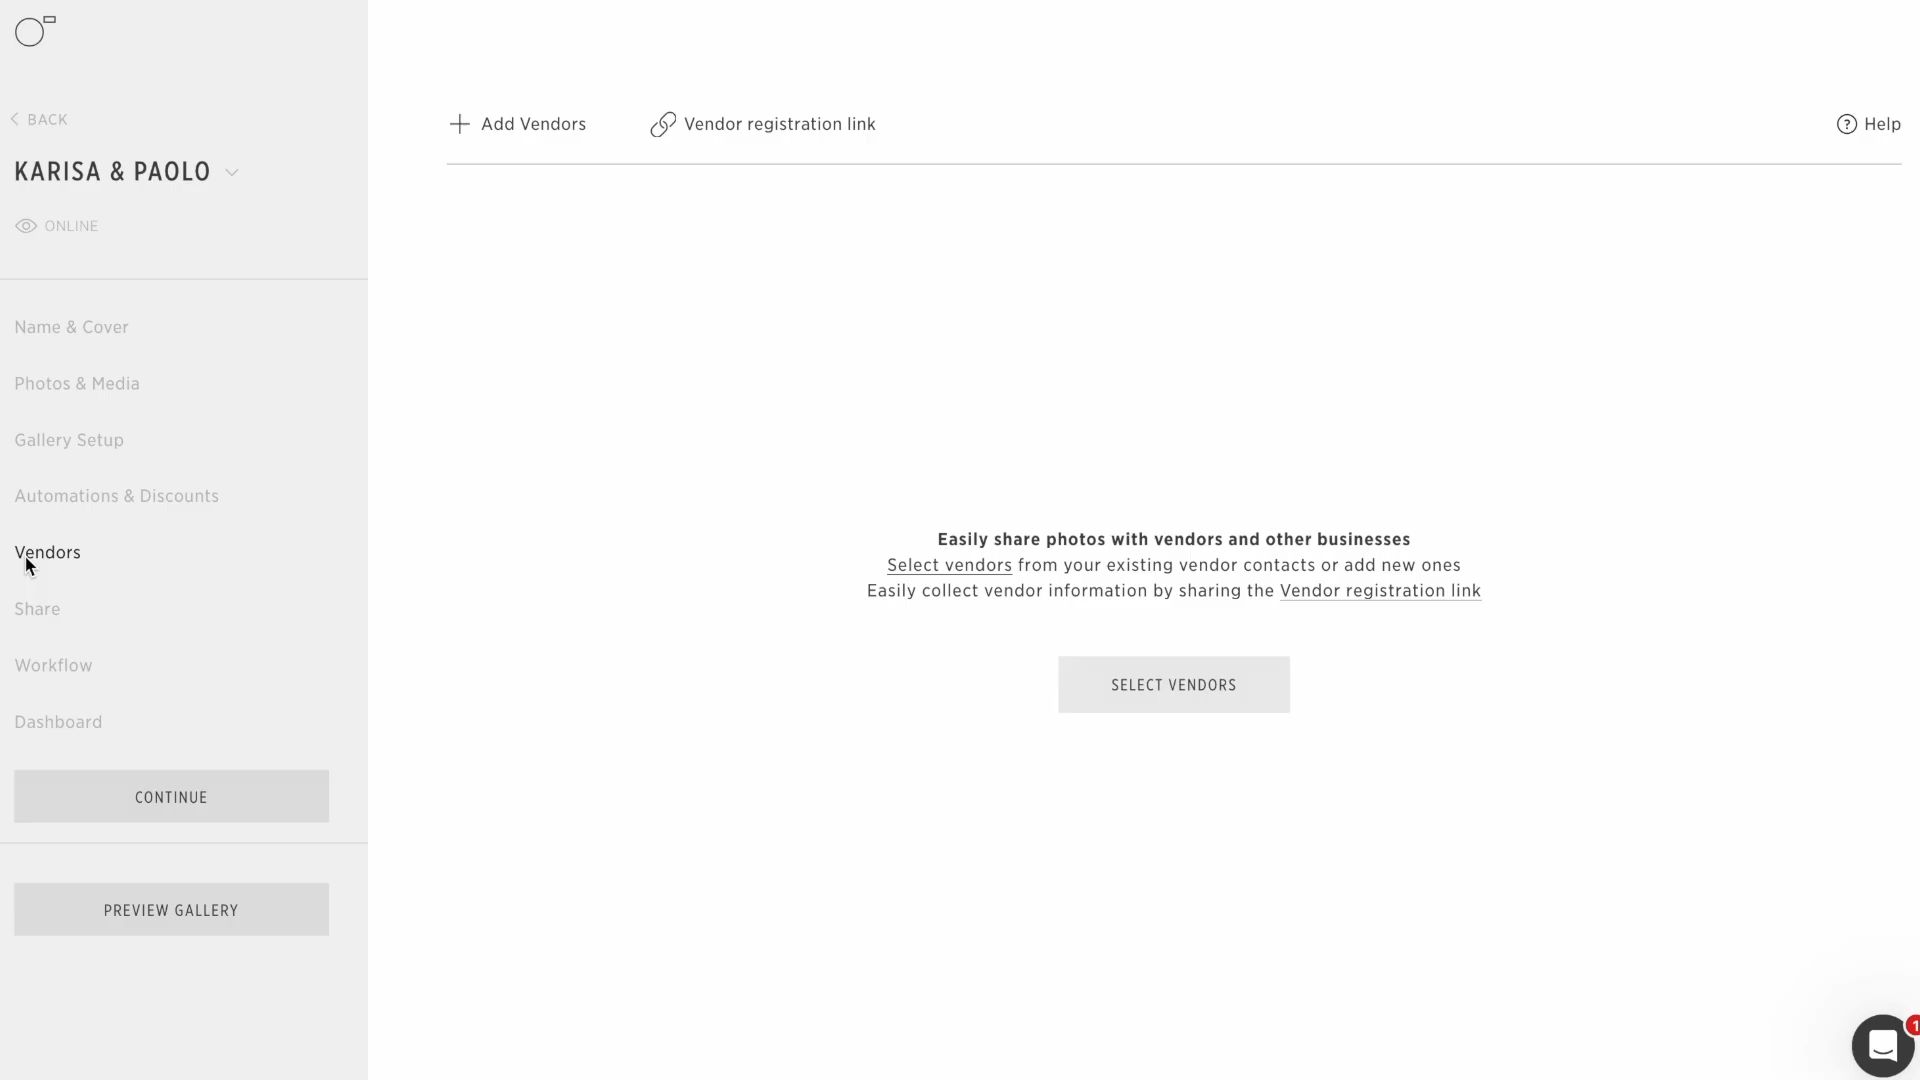 BACK
KARISA & PAOLO
ONLINE
Name & Cover
Photos & Media
Gallery Setup
Automations & Discounts
Vendors
Share
Workflow
Dashboard
CONTINUE
PREVIEW GALLERY
Add Vendors
Vendor registration link
? Help
Easily share photos with vendors and other businesses
Select vendors from your existing vendor contacts or add new ones
Easily collect vendor information by sharing the Vendor registration link
SELECT VENDORS
1